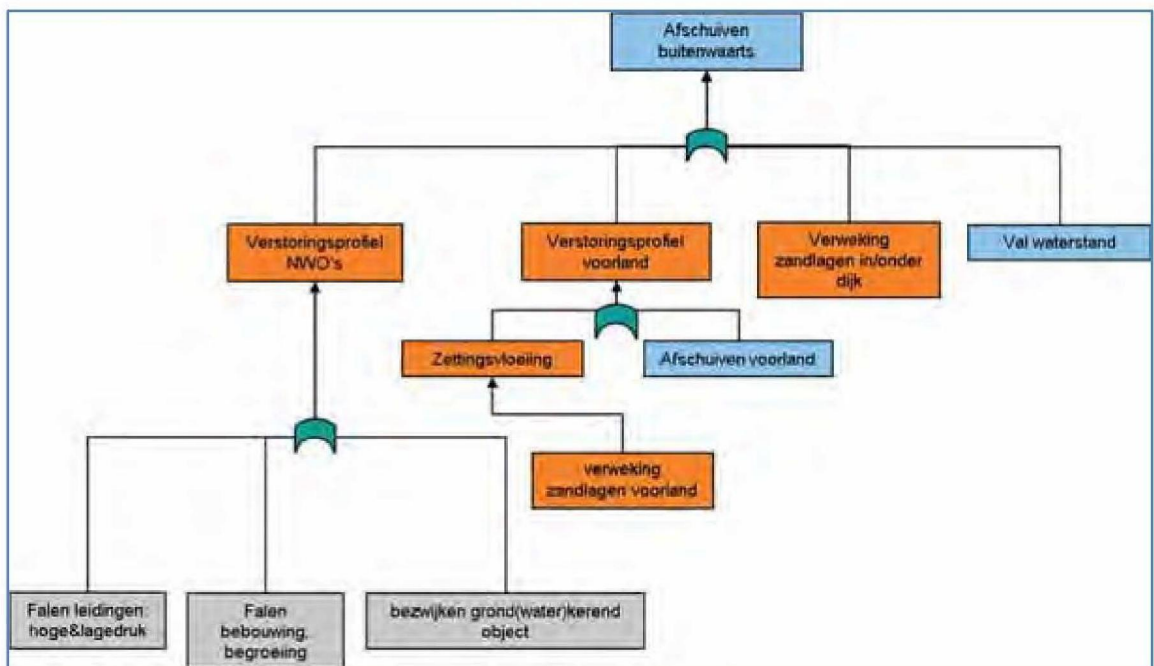 Afschuiven
buitenwaarts
Verstoringsprofiel
NWO's
Verstoringsprofiel
voorland
Verweking
zandlagen in/onder
dijk
Val waterstand
Zettingsvloeiing
Afschuiven voorland
verweking
zandlagen voorland
Falen leidingen:
hoge&lagedruk
Falen
bebouwing,
begroeiing
bezwijken grond(water)kerend
object